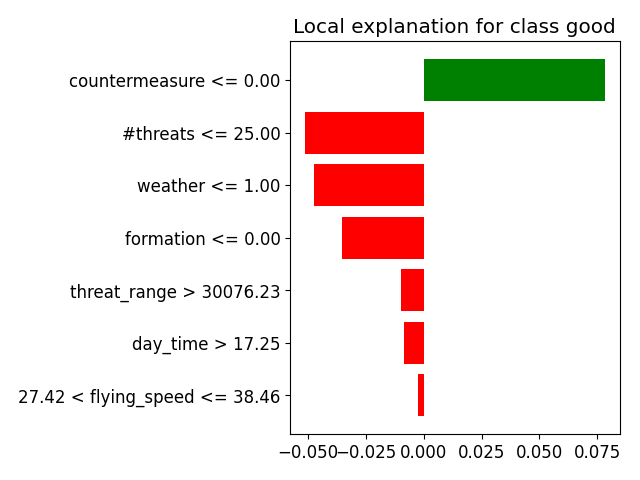 Local explanation for class good
countermeasure <= 0.00
#threats <= 25.00
weather <= 1.00
formation <= 0.00
threat_range > 30076.23
day_time > 17.25
27.42 < flying_speed <= 38.46
−0.050 −0.025 0.000 0.025 0.050 0.075